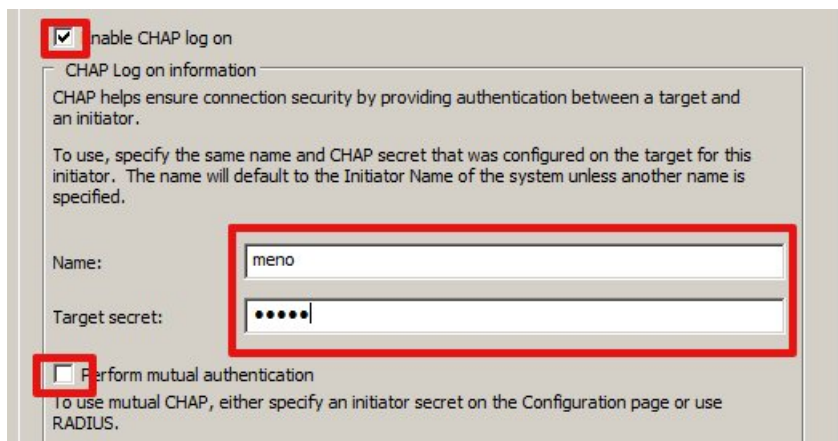 Enable CHAP log on
CHAP Log on information
CHAP helps ensure connection security by providing authentication between a target and
an initiator.
To use, specify the same name and CHAP secret that was configured on the target for this
initiator. The name will default to the Initiator Name of the system unless another name is
specified.
Name:
meno
Target secret:
•••••
Perform mutual authentication
To use mutual CHAP, either specify an initiator secret on the Configuration page or use
RADIUS.